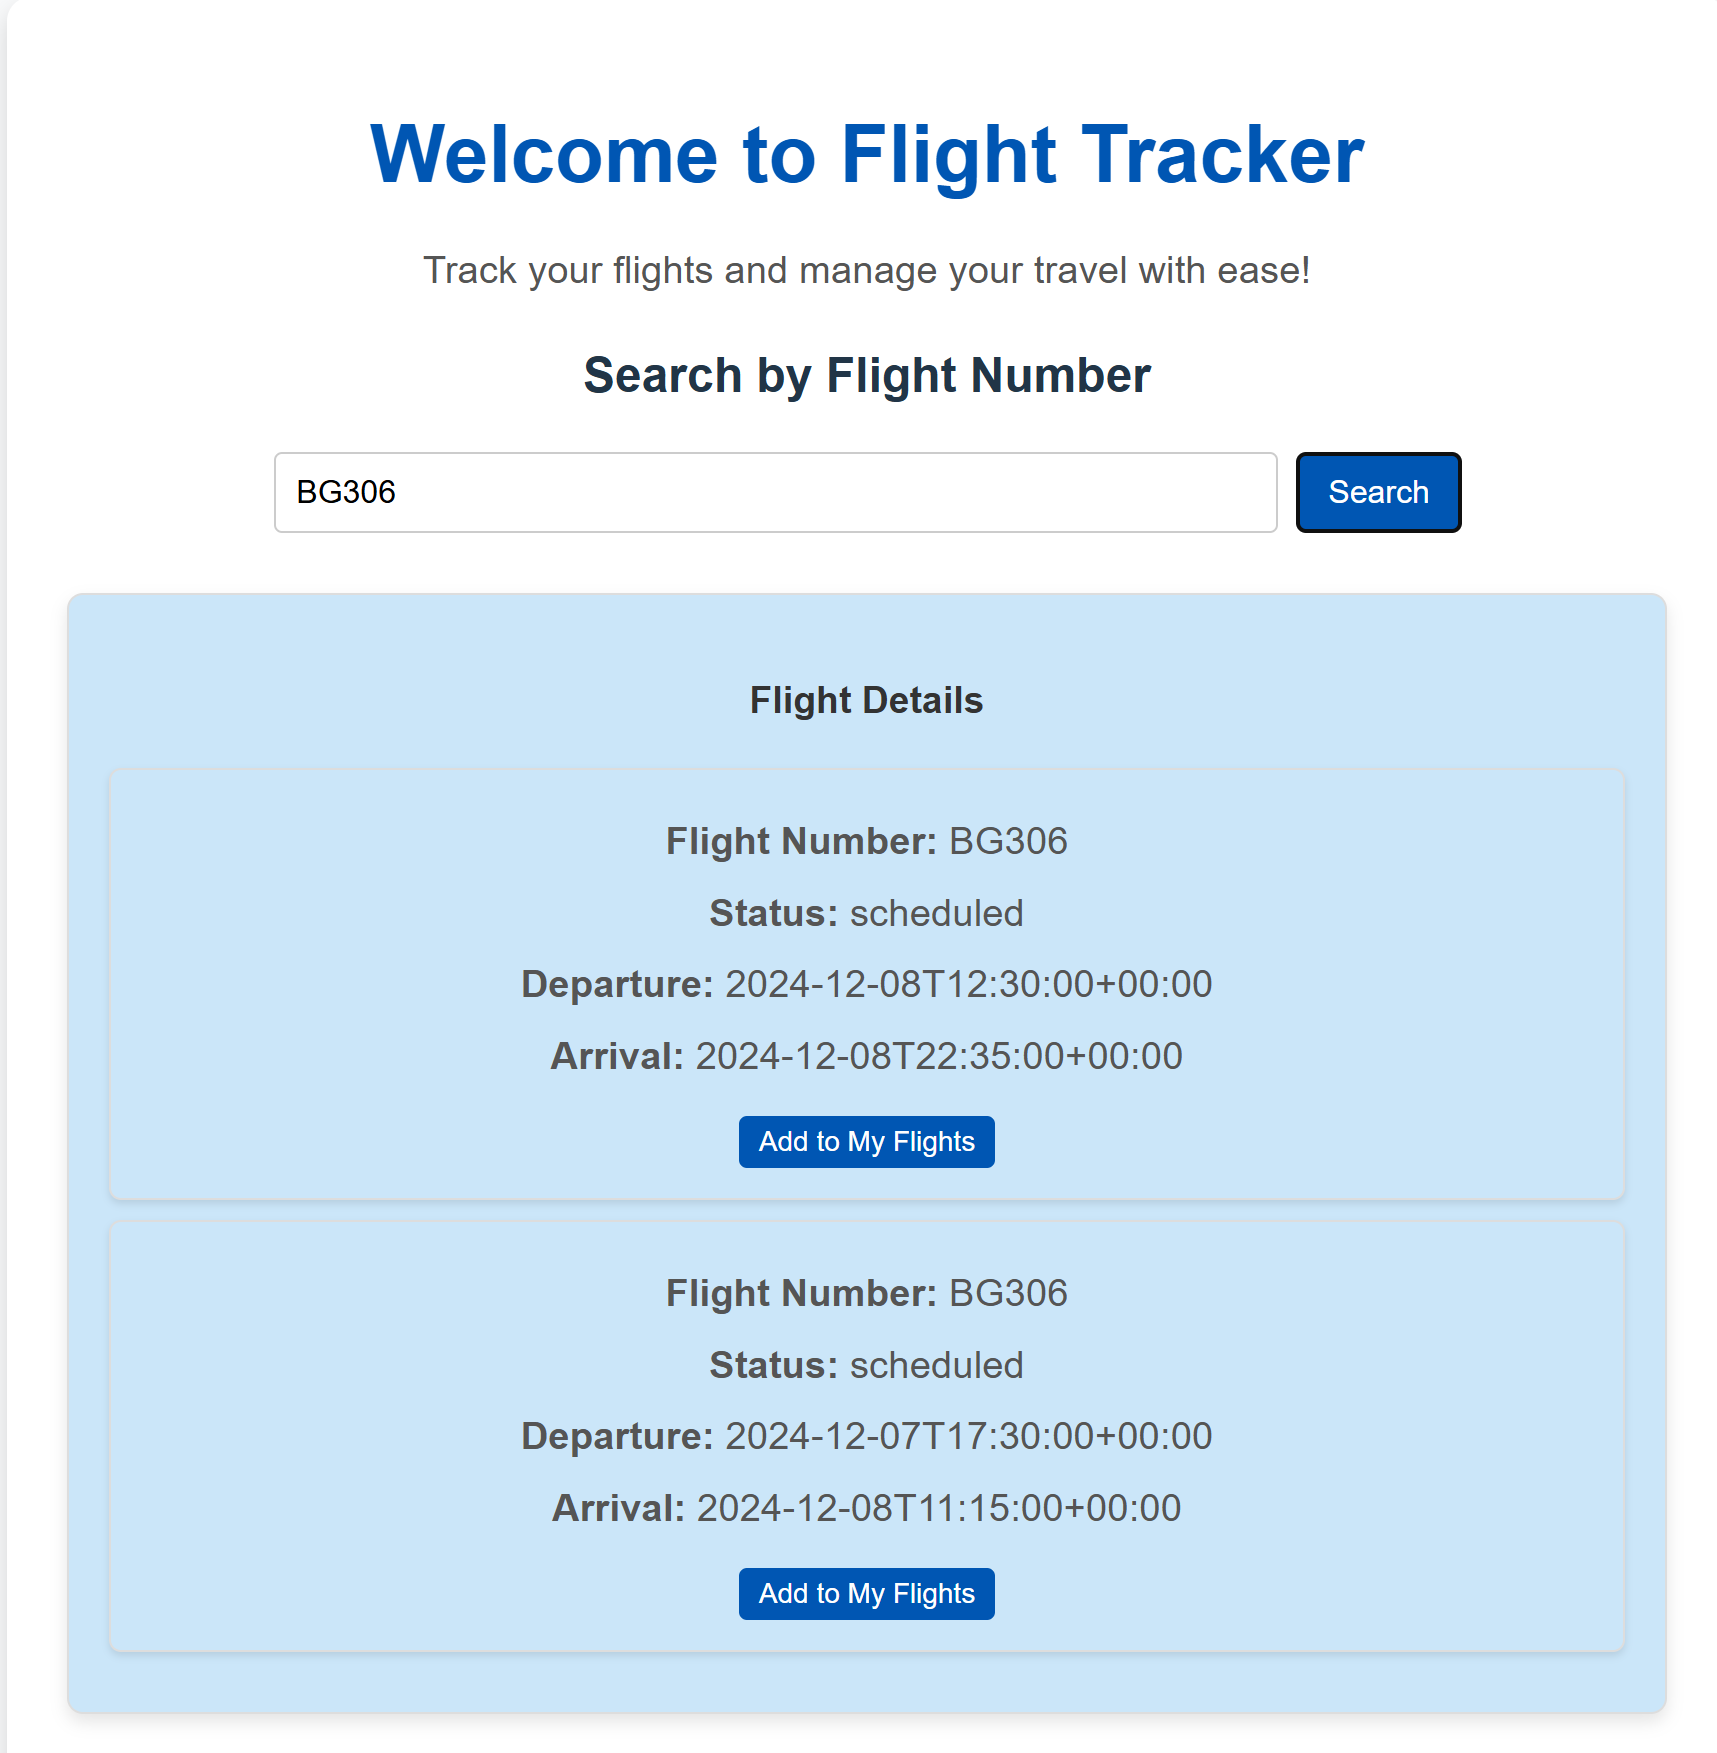 Welcome to Flight Tracker
Track your flights and manage your travel with ease!
Search by Flight Number
BG306
Search
Flight Details
Flight Number: BG306
Status: scheduled
Departure: 2024-12-08T12:30:00+00:00
Arrival: 2024-12-08T22:35:00+00:00
Add to My Flights
Flight Number: BG306
Status: scheduled
Departure: 2024-12-07T17:30:00+00:00
Arrival: 2024-12-08T11:15:00+00:00
Add to My Flights